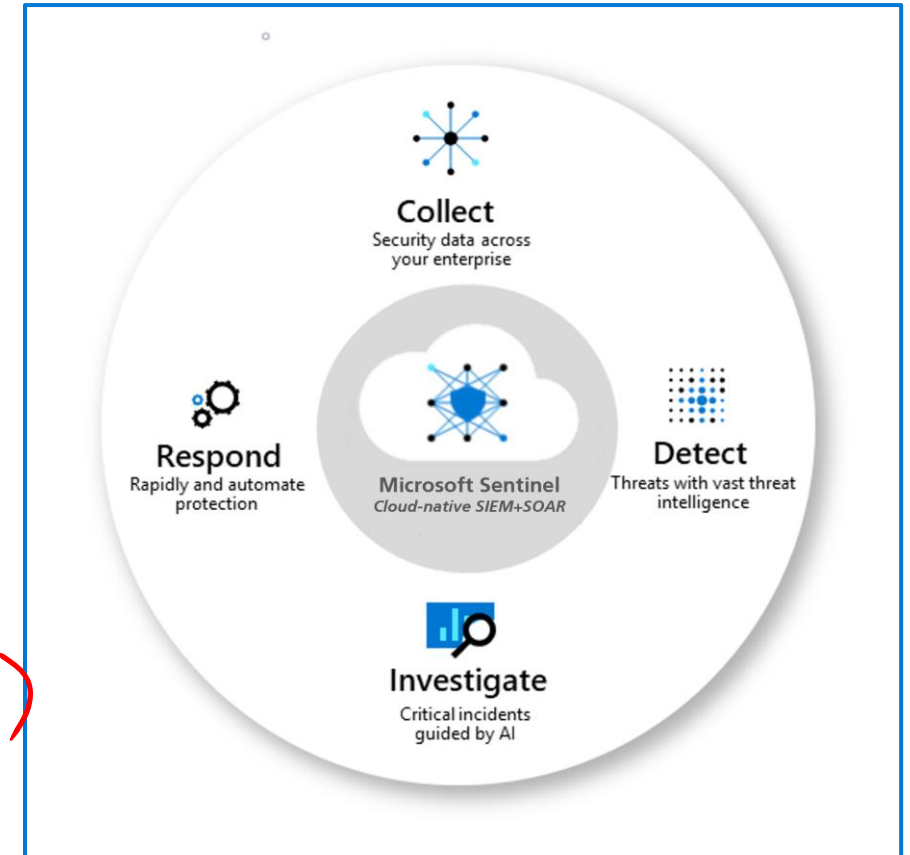 Collect
Security data across
your enterprise
Respond
Rapidly and automate
protection
Microsoft Sentinel
Cloud-native SIEM+SOAR
Detect
Threats with vast threat
intelligence
Investigate
Critical incidents
guided by AI